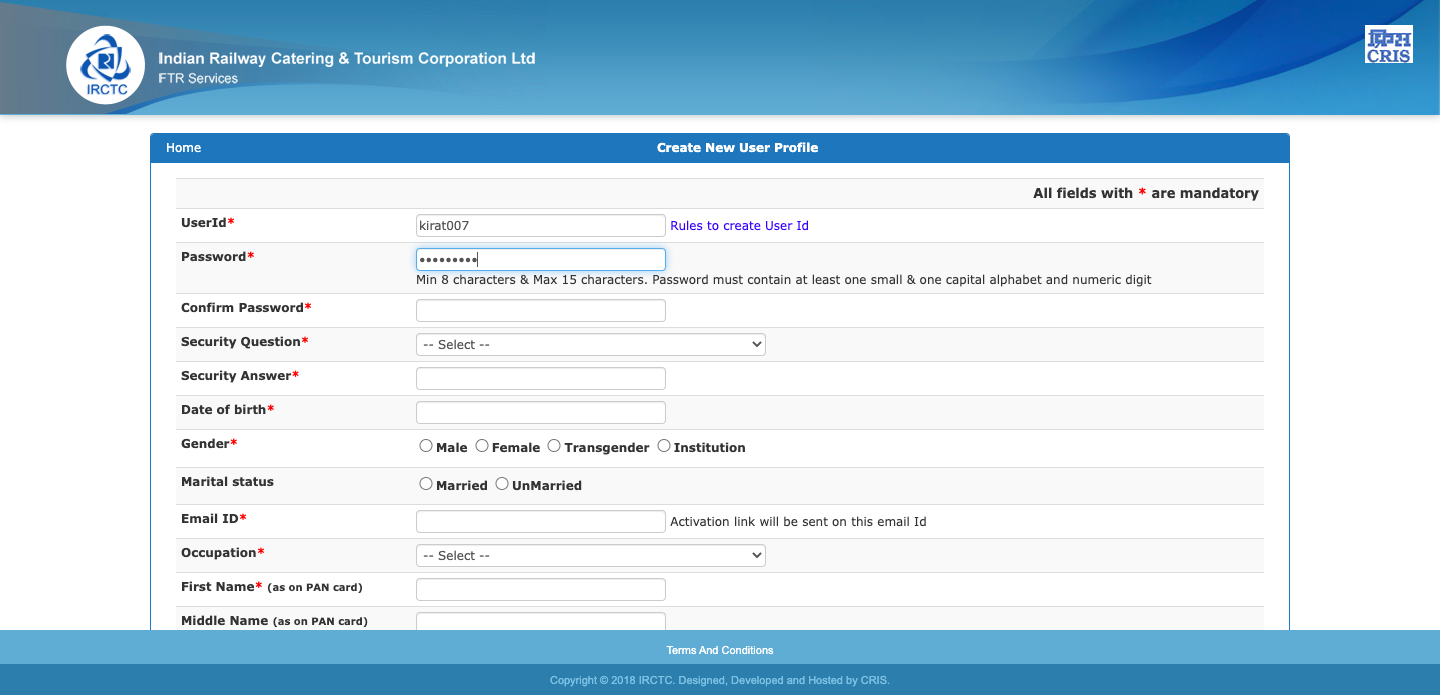 IRCTC
Indian Railway Catering & Tourism Corporation Ltd
FTR Services
क्रिस
CRIS
Home
Create New User Profile
All fields with * are mandatory
UserId* kirat007 Rules to create User Id
Password* •••••••••
Min 8 characters & Max 15 characters. Password must contain at least one small & one capital alphabet and numeric digit
Confirm Password*
Security Question* -- Select --
Security Answer*
Date of birth*
Gender* Male Female Transgender Institution
Marital status Married UnMarried
Email ID* Activation link will be sent on this email Id
Occupation* -- Select --
First Name* (as on PAN card)
Middle Name (as on PAN card)
Terms And Conditions
Copyright © 2018 IRCTC. Designed, Developed and Hosted by CRIS.